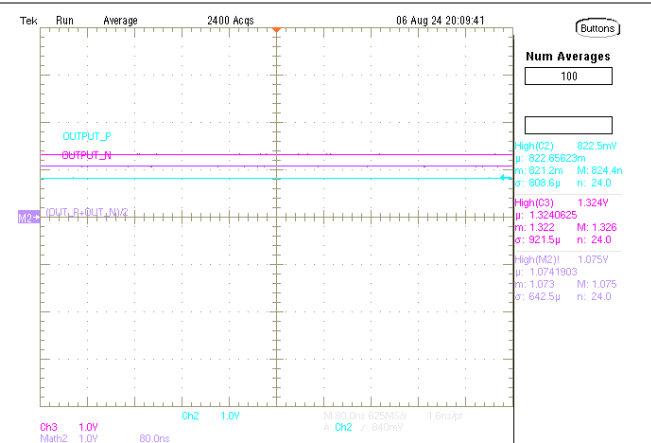 Tek Run Average 2400 Acqs 06 Aug 24 20:09:41
Buttons
Num Averages
100
OUTPUT_P
OUTPUT_N
(OUT_P+OUT_N)/2
M2
High(C2) 822.5mV
µ: 822.65623m
m: 821.2m M: 824.4m
σ: 808.6µ n: 24.0
High(C3) 1.324V
µ: 1.3240625
m: 1.322 M: 1.326
σ: 921.5µ n: 24.0
High(M2)! 1.075V
µ: 1.0741903
m: 1.073 M: 1.075
σ: 642.5µ n: 24.0
Ch2 1.0V M 80.0ns 625MS/s 1.6ns/pt
Ch3 1.0V A Ch2 / 840mV
Math2 1.0V 80.0ns